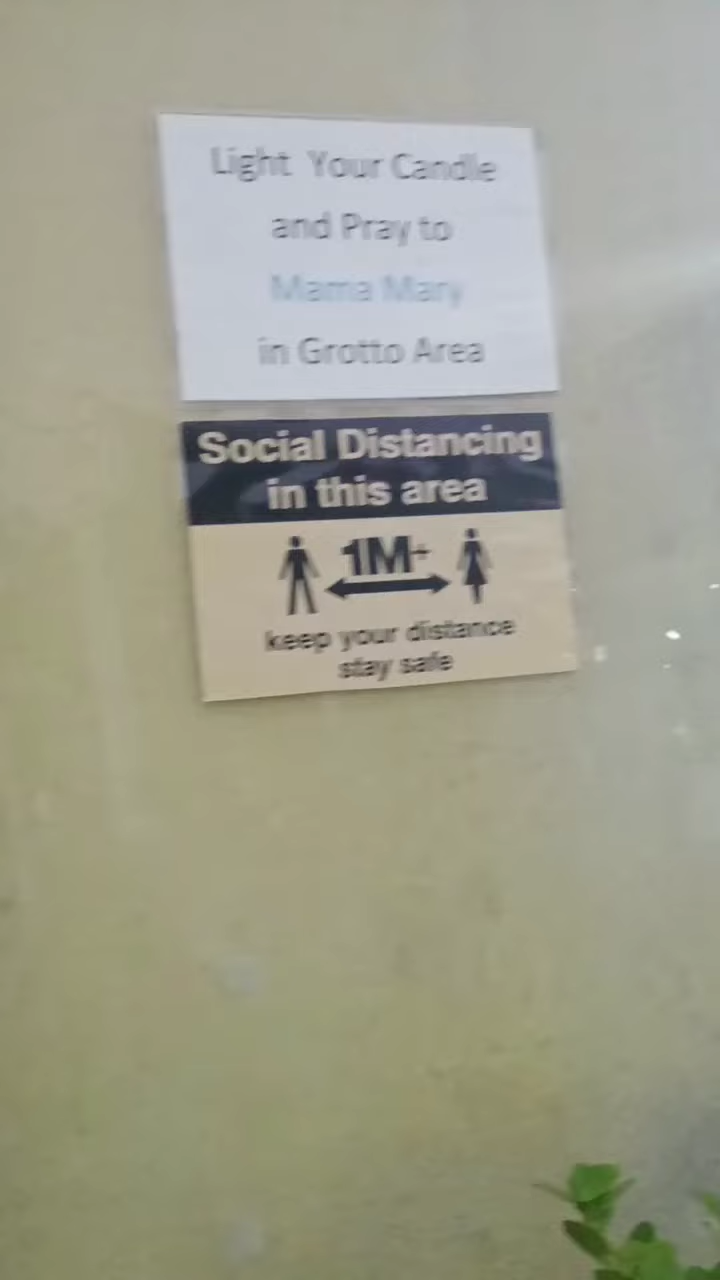 Light Your Candle
and Pray to
Mama Mary
in Grotto Area
Social Distancing
in this area
1M+
keep your distance
stay safe